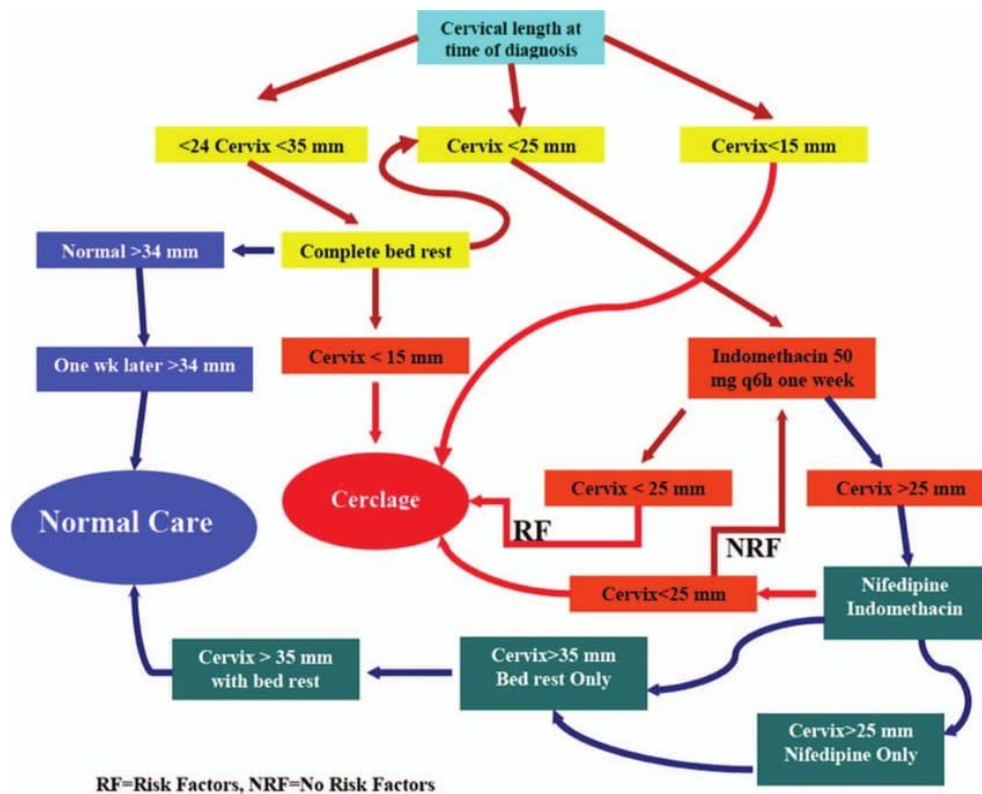 Cervical length at
time of diagnosis
<24 Cervix <35 mm
Cervix <25 mm
Cervix<15 mm
Normal >34 mm
Complete bed rest
One wk later >34 mm
Cervix < 15 mm
Indomethacin 50
mg q6h one week
Cerclage
Cervix < 25 mm
Cervix >25 mm
Normal Care
RF
NRF
Cervix<25 mm
Nifedipine
Indomethacin
Cervix > 35 mm
with bed rest
Cervix>35 mm
Bed rest Only
Cervix>25 mm
Nifedipine Only
RF=Risk Factors, NRF=No Risk Factors